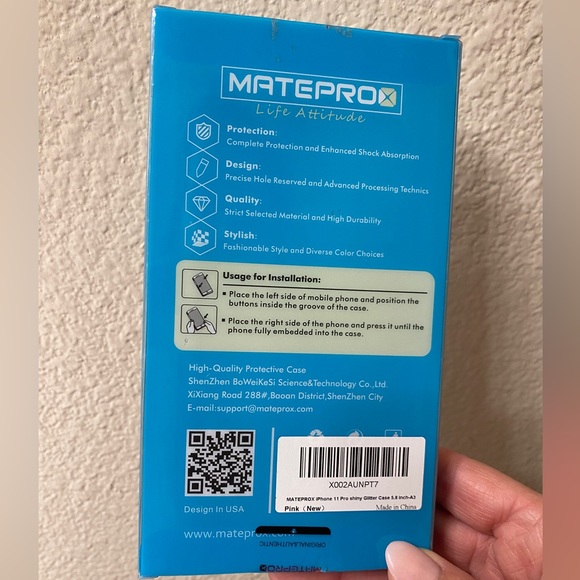 MATEPROX
Life Attitude
Protection:
Complete Protection and Enhanced Shock Absorption
Design:
Precise Hole Reserved and Advanced Processing Technics
Quality:
Strict Selected Material and High Durability
Stylish:
Fashionable Style and Diverse Color Choices
Usage for Installation:
Place the left side of mobile phone and position the
buttons inside the groove of the case.
Place the right side of the phone and press it until the
phone fully embedded into the case.
High-Quality Protective Case
ShenZhen BoWeiKeSi Science&Technology Co.,Ltd.
XiXiang Road 288#,Baoan District,ShenZhen City
E-mail:support@mateprox.com
X002AUNPT7
MATEPROX iPhone 11 Pro shiny Glitter Case 5.8 inch-A3
Pink (New)
Made in China
Design In USA
www.mateprox.com
ORIGINAL&AUTHENTIC
MATEPROX